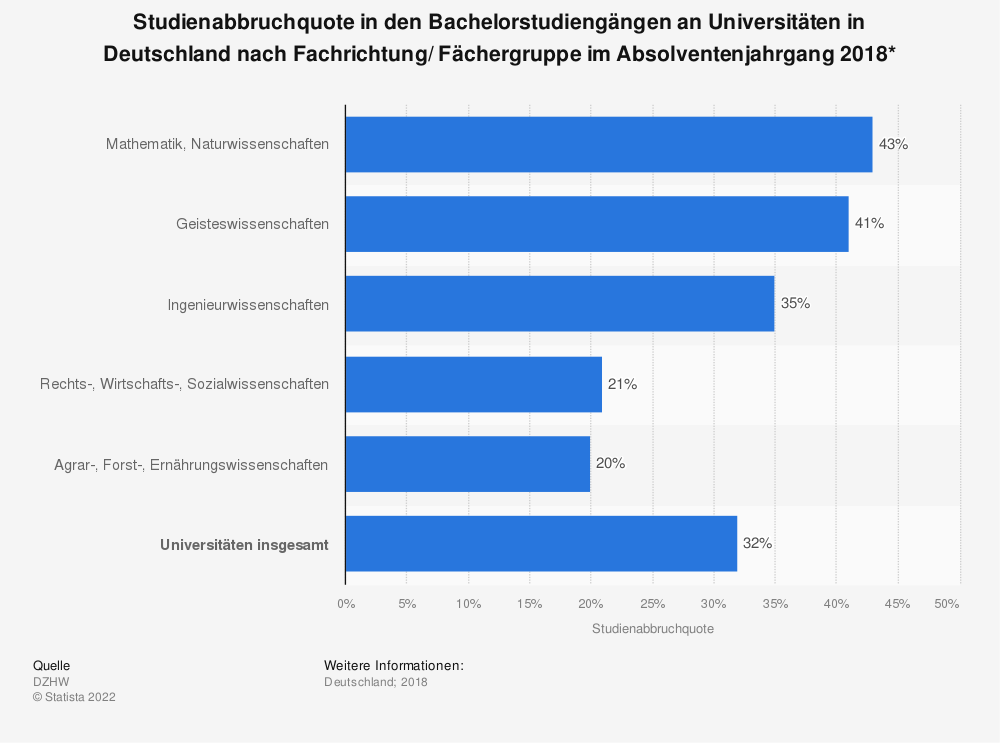 Studienabbruchquote in den Bachelorstudiengängen an Universitäten in
Deutschland nach Fachrichtung/ Fächergruppe im Absolventenjahrgang 2018*
Mathematik, Naturwissenschaften 43%
Geisteswissenschaften 41%
Ingenieurwissenschaften 35%
Rechts-, Wirtschafts-, Sozialwissenschaften 21%
Agrar-, Forst-, Ernährungswissenschaften 20%
Universitäten insgesamt 32%
0% 5% 10% 15% 20% 25% 30% 35% 40% 45% 50%
Studienabbruchquote
Quelle
DZHW
© Statista 2022
Weitere Informationen:
Deutschland; 2018